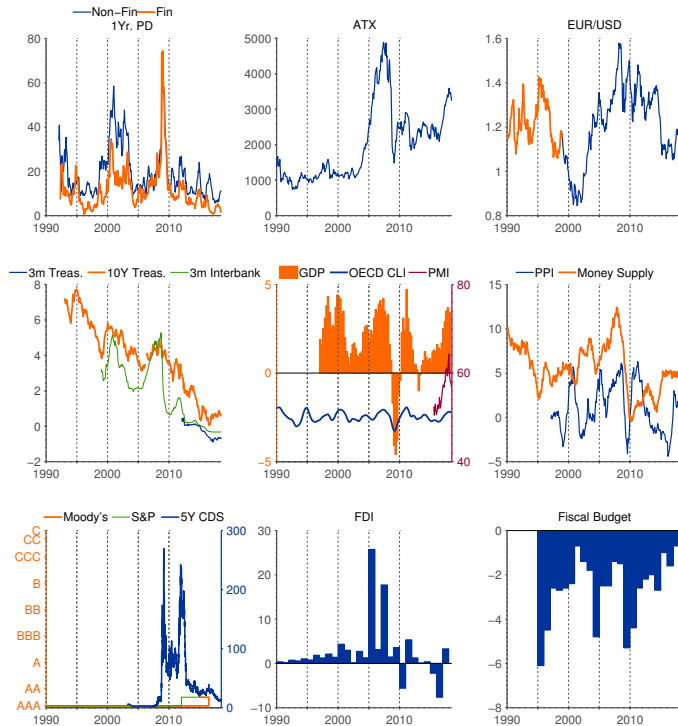 Non-Fin Fin
1Yr. PD
80
60
40
20
0
1990 2000 2010
ATX
5000
4000
3000
2000
1000
0
1990 2000 2010
EUR/USD
1.6
1.4
1.2
1
0.8
1990 2000 2010
3m Treas. 10Y Treas. 3m Interbank
8
6
4
2
0
−2
1990 2000 2010
GDP OECD CLI PMI
5
0
−5
80
60
40
1990 2000 2010
PPI Money Supply
15
10
5
0
−5
1990 2000 2010
Moody's S&P 5Y CDS
C
CC
CCC
B
BB
BBB
A
AA
AAA
300
200
100
0
1990 2000 2010
FDI
30
20
10
0
−10
1990 2000 2010
Fiscal Budget
0
−2
−4
−6
−8
1990 2000 2010